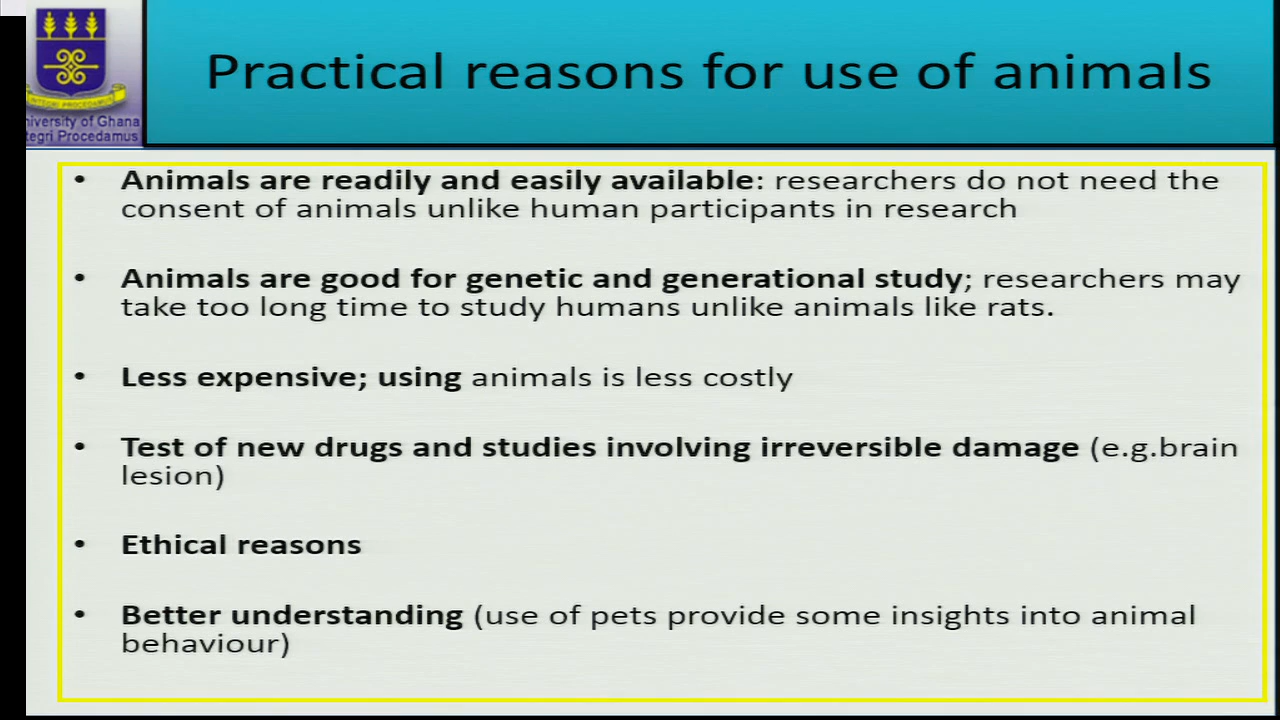 Practical reasons for use of animals
INTEGRI PROCEDAMUS
niversity of Ghana
tegri Procedamus
• Animals are readily and easily available: researchers do not need the
consent of animals unlike human participants in research
• Animals are good for genetic and generational study; researchers may
take too long time to study humans unlike animals like rats.
• Less expensive; using animals is less costly
• Test of new drugs and studies involving irreversible damage (e.g.brain
lesion)
• Ethical reasons
• Better understanding (use of pets provide some insights into animal
behaviour)